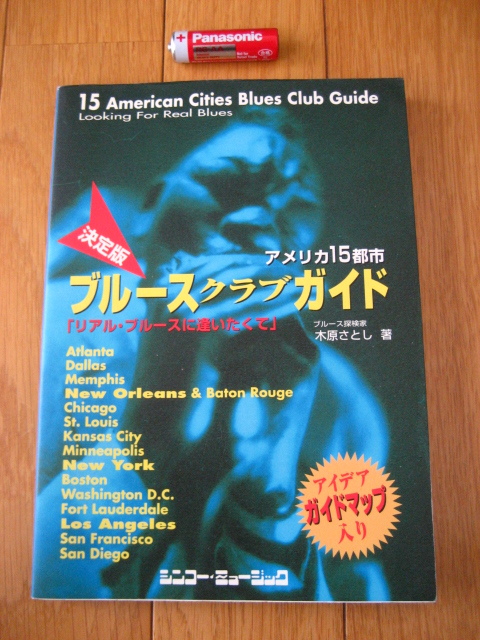 Panasonic
15 American Cities Blues Club Guide
Looking For Real Blues
決定版
アメリカ15都市
ブルースクラブガイド
「リアル・ブルースに逢いたくて」
ブルース探検家
木原さとし 著
Atlanta
Dallas
Memphis
New Orleans & Baton Rouge
Chicago
St. Louis
Kansas City
Minneapolis
New York
Boston
Washington D.C.
Fort Lauderdale
Los Angeles
San Francisco
San Diego
アイデア
ガイドマップ
入り
シンコー・ミュージック